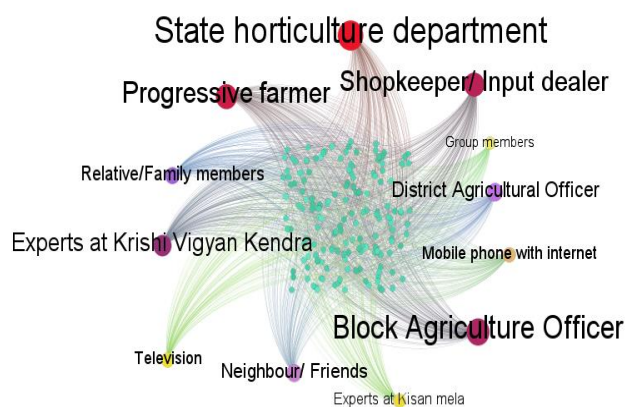 State horticulture department
Shopkeeper/ Input dealer
Progressive farmer
Group members
Relative/Family members
District Agricultural Officer
Experts at Krishi Vigyan Kendra
Mobile phone with internet
Block Agriculture Officer
Television
Neighbour/ Friends
Experts at Kisan mela